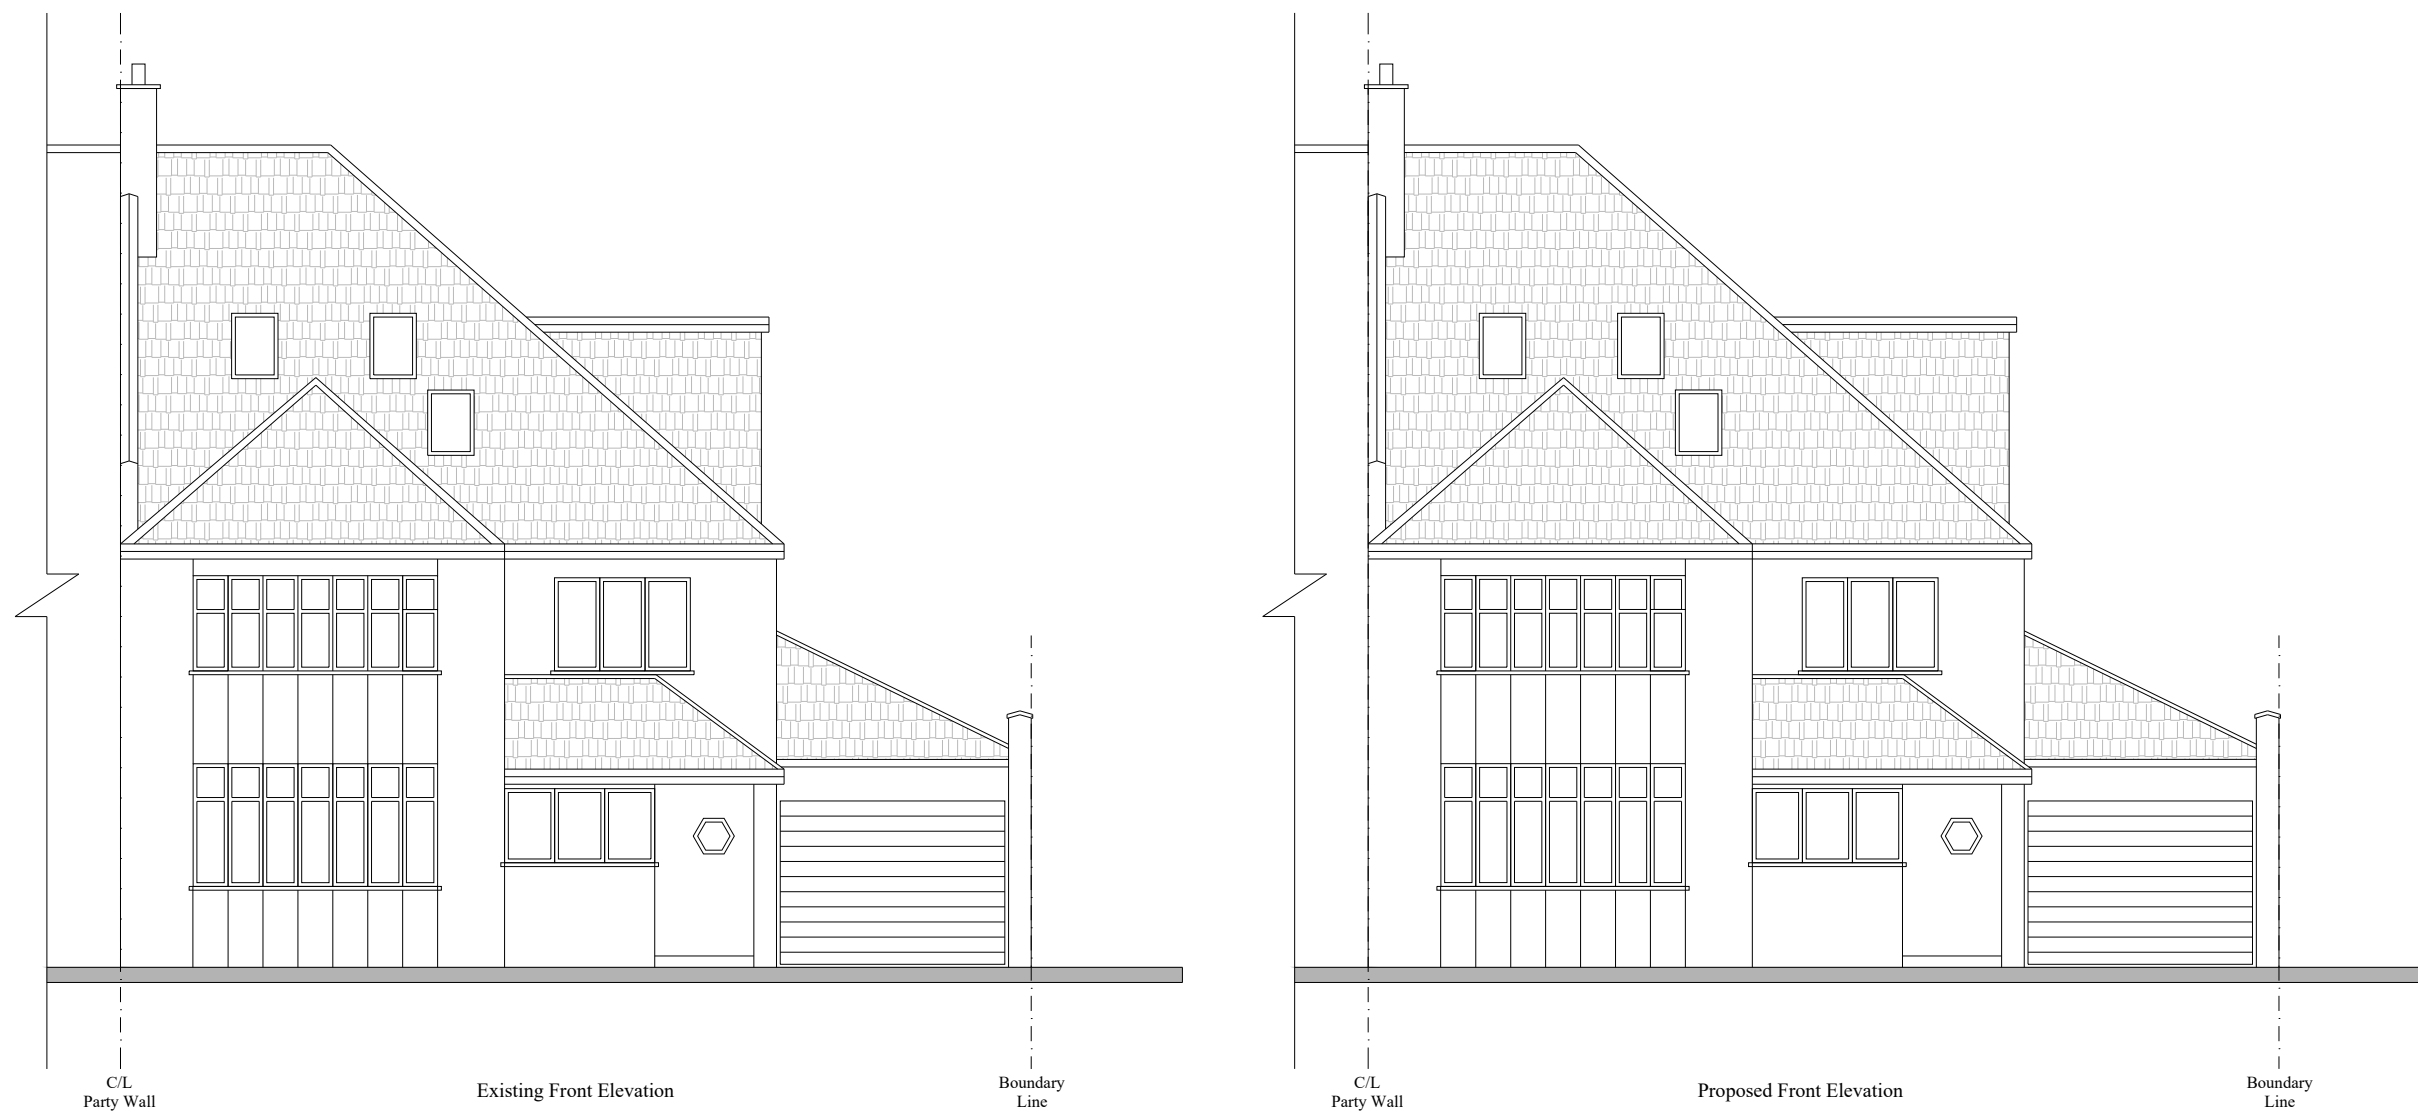 C/L
Party Wall
Existing Front Elevation
Boundary
Line
C/L
Party Wall
Proposed Front Elevation
Boundary
Line